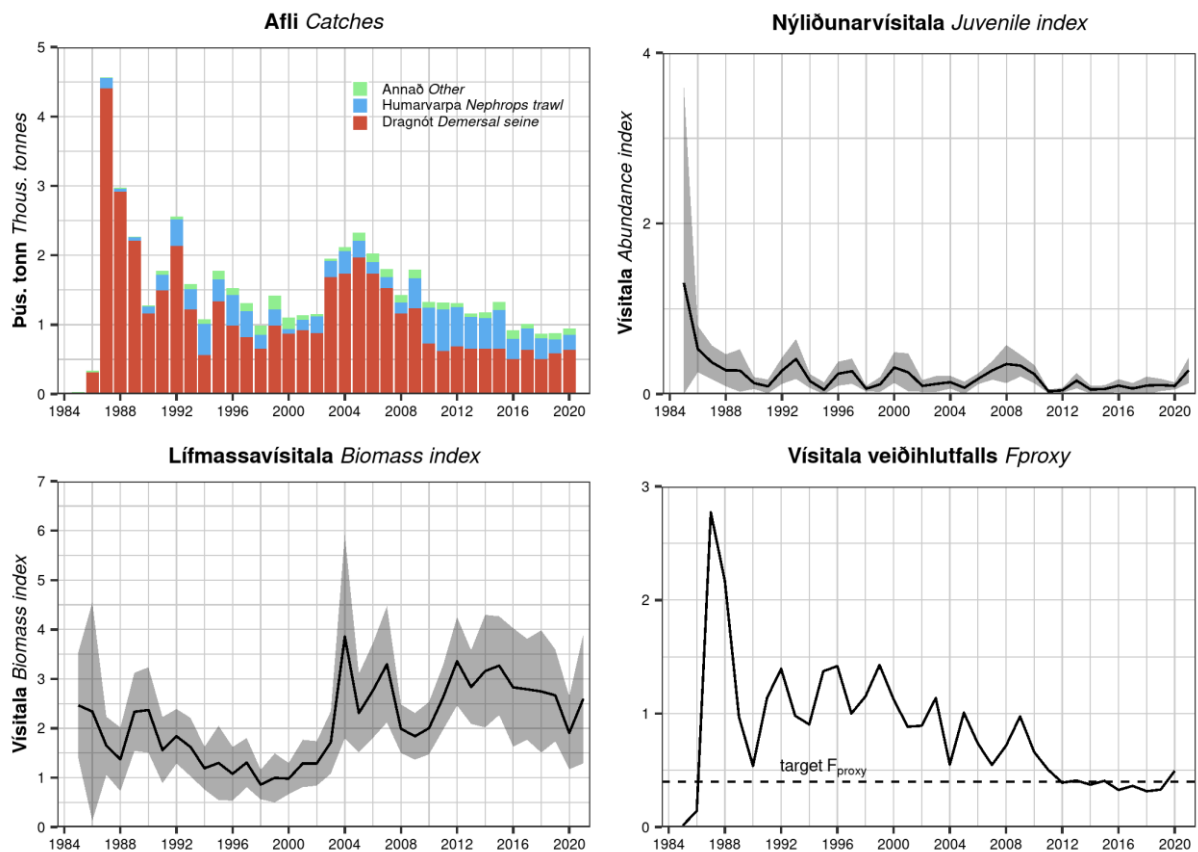 Afli Catches
Þús. tonn Thous. tonnes
5
4
3
2
1
0
Annað Other
Humarvarpa Nephrops trawl
Dragnót Demersal seine
1984 1988 1992 1996 2000 2004 2008 2012 2016 2020
Nýliðunarvísitala Juvenile index
Vísitala Abundance index
4
2
0
1984 1988 1992 1996 2000 2004 2008 2012 2016 2020
Lífmassavísitala Biomass index
Vísitala Biomass index
7
6
5
4
3
2
1
0
1984 1988 1992 1996 2000 2004 2008 2012 2016 2020
Vísitala veiðihlutfalls Fproxy
3
2
1
0
target Fproxy
1984 1988 1992 1996 2000 2004 2008 2012 2016 2020